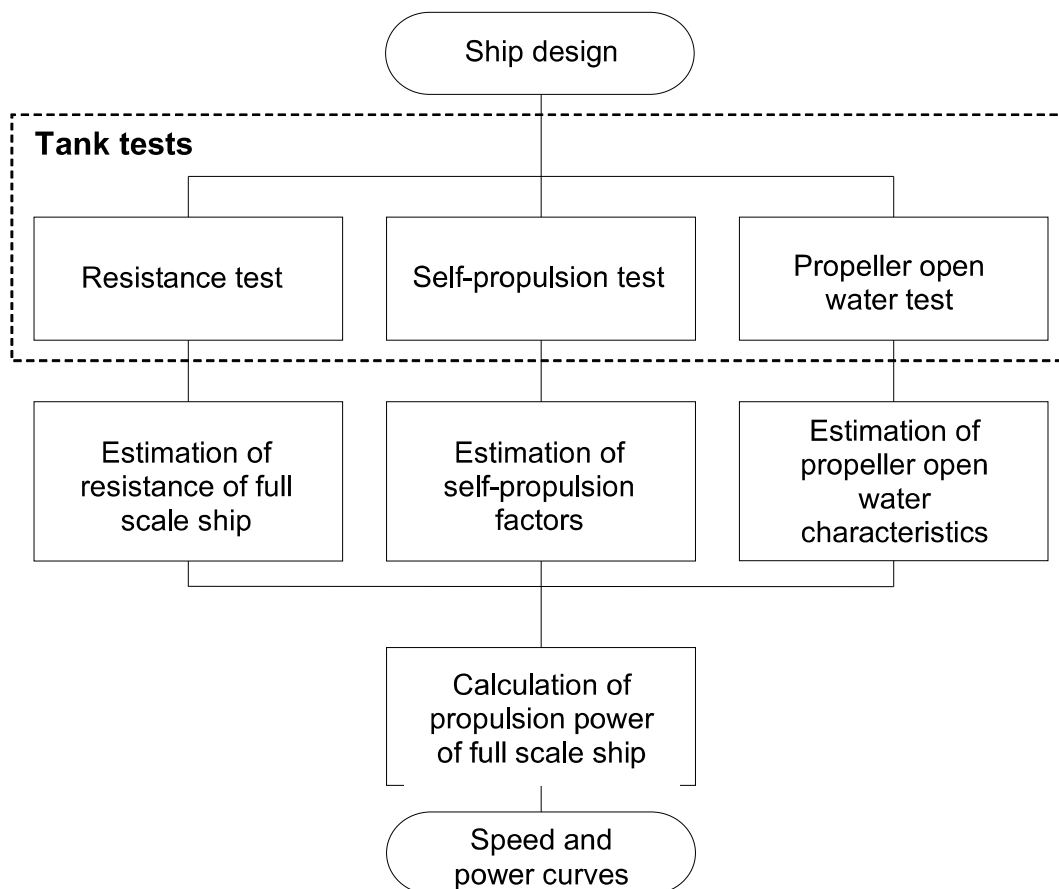 Ship design
Tank tests
Resistance test
Self-propulsion test
Propeller open
water test
Estimation of
resistance of full
scale ship
Estimation of
self-propulsion
factors
Estimation of
propeller open
water
characteristics
Calculation of
propulsion power
of full scale ship
Speed and
power curves